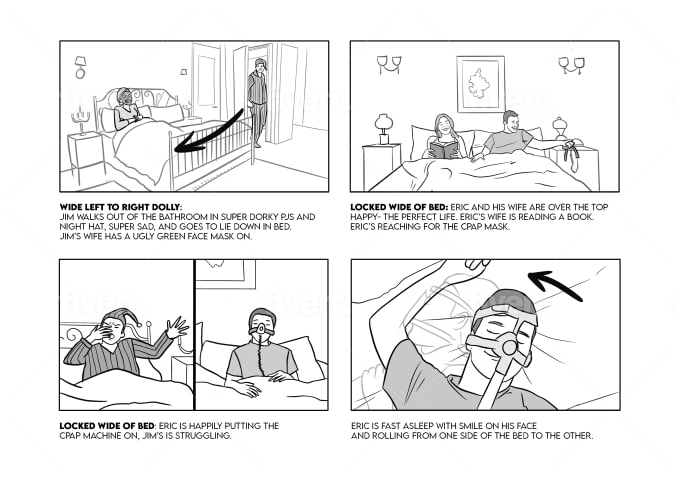 WIDE LEFT TO RIGHT DOLLY:
JIM WALKS OUT OF THE BATHROOM IN SUPER DORKY PJS AND
NIGHT HAT, SUPER SAD, AND GOES TO LIE DOWN IN BED.
JIM'S WIFE HAS A UGLY GREEN FACE MASK ON.
LOCKED WIDE OF BED: ERIC AND HIS WIFE ARE OVER THE TOP
HAPPY- THE PERFECT LIFE. ERIC'S WIFE IS READING A BOOK.
ERIC'S REACHING FOR THE CPAP MASK.
LOCKED WIDE OF BED: ERIC IS HAPPILY PUTTING THE
CPAP MACHINE ON, JIM'S IS STRUGGLING.
ERIC IS FAST ASLEEP WITH SMILE ON HIS FACE
AND ROLLING FROM ONE SIDE OF THE BED TO THE OTHER.